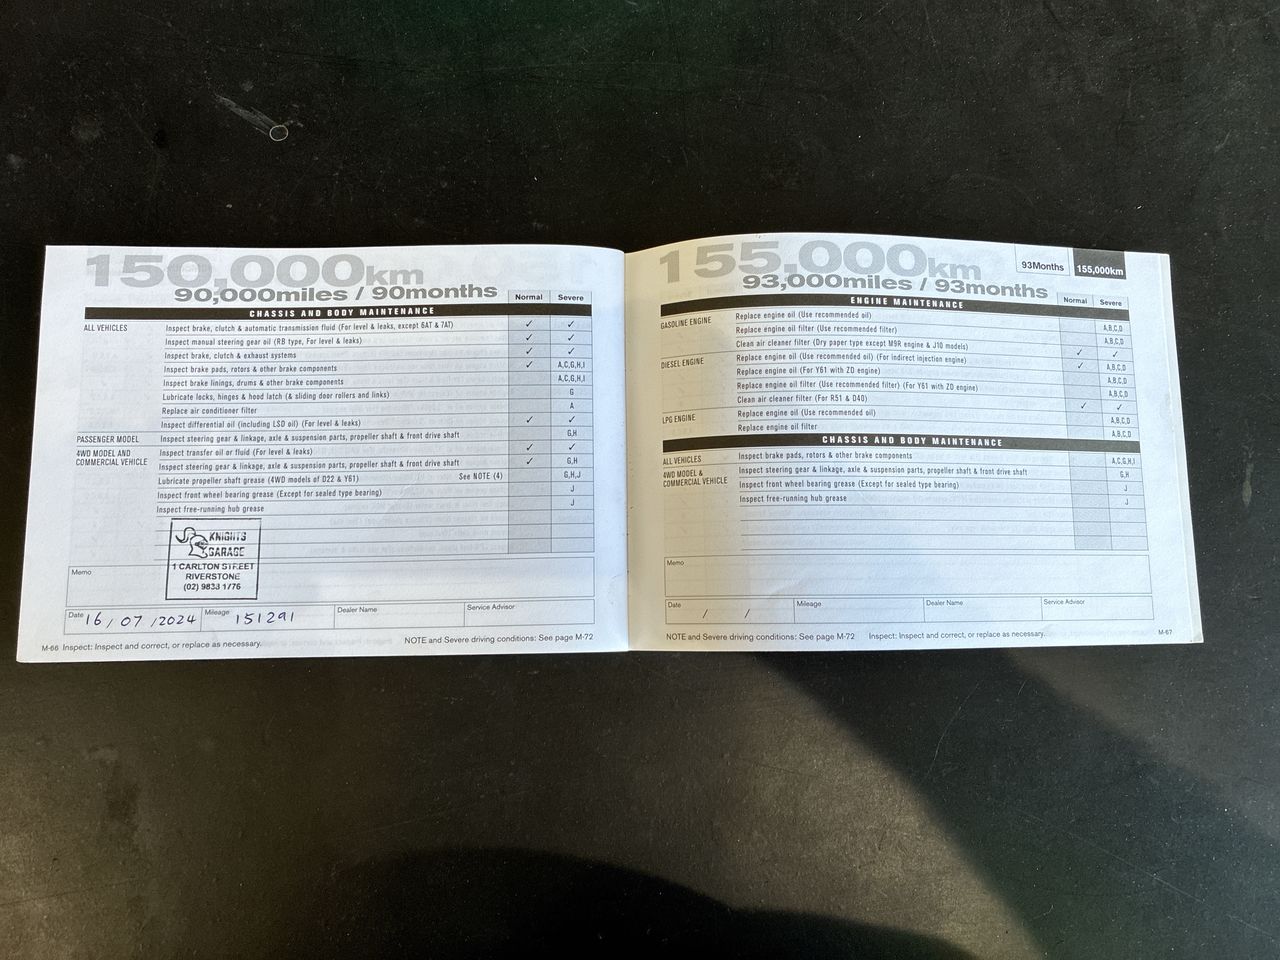 150,000km
90,000miles / 90months
Normal Severe
CHASSIS AND BODY MAINTENANCE
ALL VEHICLES Inspect brake, clutch & automatic transmission fluid (For level & leaks, except 6AT & 7AT) ✓ ✓
Inspect manual steering gear oil (RB type, For level & leaks) ✓ ✓
Inspect brake, clutch & exhaust systems ✓ ✓
Inspect brake pads, rotors & other brake components ✓ A,C,G,H,I
Inspect brake linings, drums & other brake components A,C,G,H,I
Lubricate locks, hinges & hood latch (& sliding door rollers and links) G
Replace air conditioner filter A
Inspect differential oil (including LSD oil) (For level & leaks) ✓ ✓
PASSENGER MODEL Inspect steering gear & linkage, axle & suspension parts, propeller shaft & front drive shaft G,H
4WD MODEL AND COMMERCIAL VEHICLE Inspect transfer oil or fluid (For level & leaks) ✓ ✓
Inspect steering gear & linkage, axle & suspension parts, propeller shaft & front drive shaft ✓ G,H
Lubricate propeller shaft grease (4WD models of D22 & Y61) See NOTE (4) G,H,J
Inspect front wheel bearing grease (Except for sealed type bearing) J
Inspect free-running hub grease J
KNIGHTS
GARAGE
1 CARLTON STREET
RIVERSTONE
(02) 9833 1776
Memo
Date 16 / 07 / 2024 Mileage 151291 Dealer Name Service Advisor
M-66 Inspect: Inspect and correct, or replace as necessary. NOTE and Severe driving conditions: See page M-72
155,000km
93,000miles / 93months
93Months 155,000km
Normal Severe
ENGINE MAINTENANCE
GASOLINE ENGINE Replace engine oil (Use recommended oil) A,B,C,D
Replace engine oil filter (Use recommended filter) A,B,C,D
Clean air cleaner filter (Dry paper type except M9R engine & J10 models) ✓ ✓
DIESEL ENGINE Replace engine oil (Use recommended oil) (For indirect injection engine) ✓ A,B,C,D
Replace engine oil (For Y61 with ZD engine) A,B,C,D
Replace engine oil filter (Use recommended filter) (For Y61 with ZD engine) A,B,C,D
Clean air cleaner filter (For R51 & D40) ✓ ✓
LPG ENGINE Replace engine oil (Use recommended oil) A,B,C,D
Replace engine oil filter A,B,C,D
CHASSIS AND BODY MAINTENANCE
ALL VEHICLES Inspect brake pads, rotors & other brake components A,C,G,H,I
4WD MODEL & COMMERCIAL VEHICLE Inspect steering gear & linkage, axle & suspension parts, propeller shaft & front drive shaft G,H
Inspect front wheel bearing grease (Except for sealed type bearing) J
Inspect free-running hub grease J
Memo
Date / / Mileage Dealer Name Service Advisor
NOTE and Severe driving conditions: See page M-72 Inspect: Inspect and correct, or replace as necessary. M-67